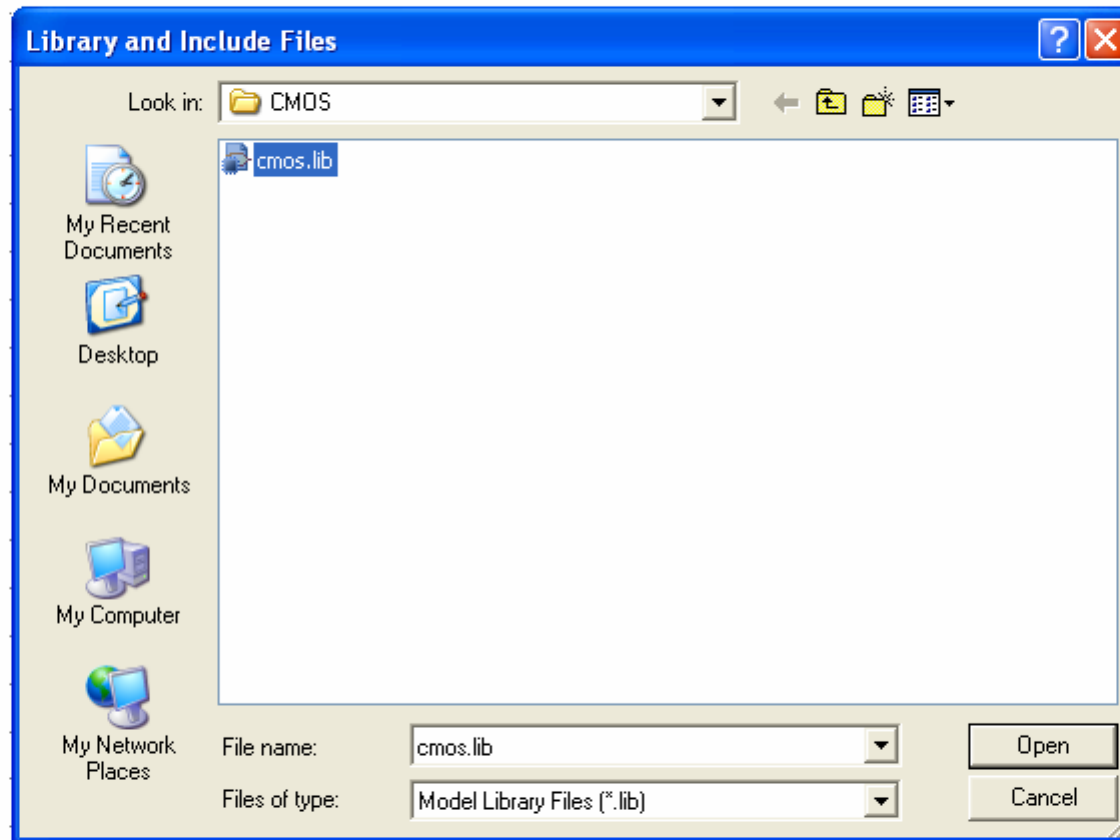 Library and Include Files
Look in:
CMOS
cmos.lib
My Recent
Documents
Desktop
My Documents
My Computer
My Network
Places
File name:
cmos.lib
Open
Files of type:
Model Library Files (*.lib)
Cancel